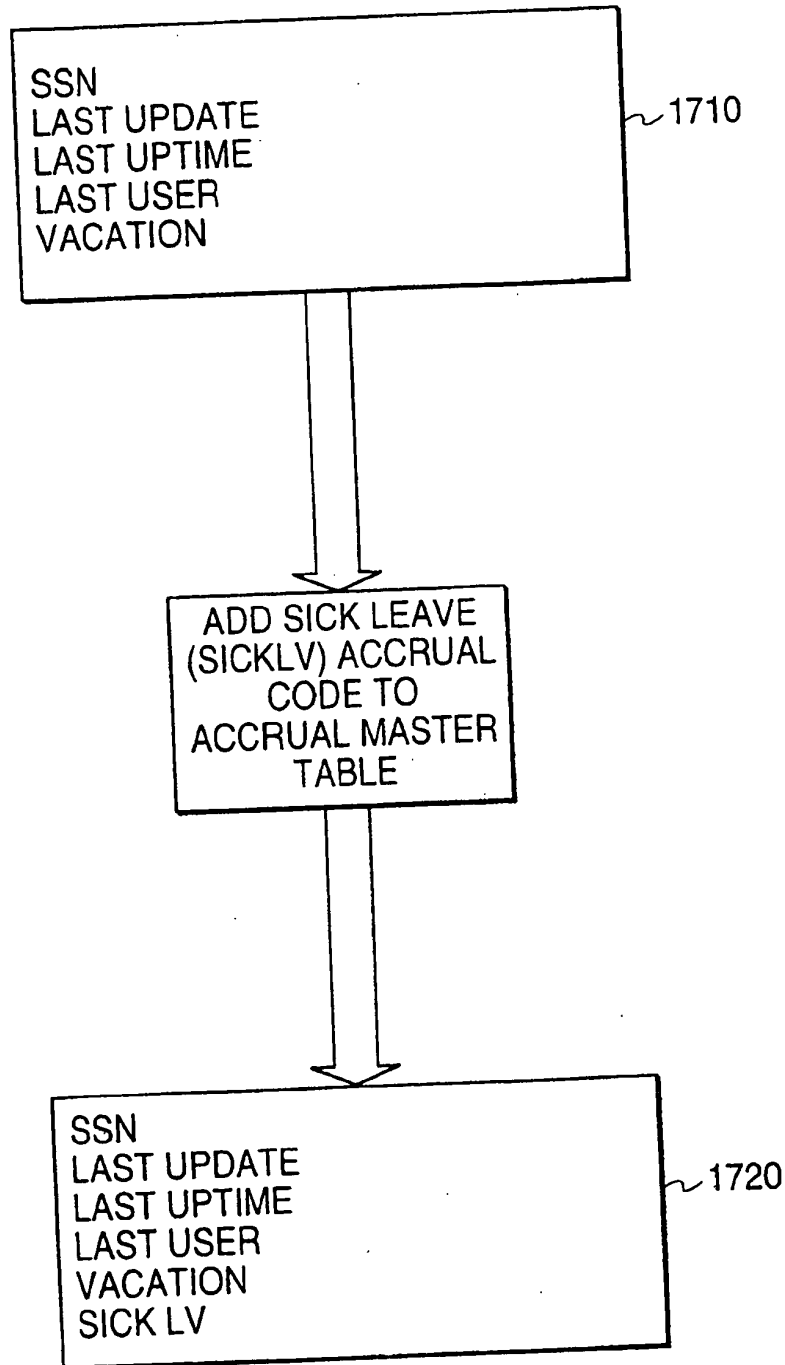 SSN
LAST UPDATE
LAST UPTIME
LAST USER
VACATION
1710
ADD SICK LEAVE
(SICKLV) ACCRUAL
CODE TO
ACCRUAL MASTER
TABLE
SSN
LAST UPDATE
LAST UPTIME
LAST USER
VACATION
SICK LV
1720